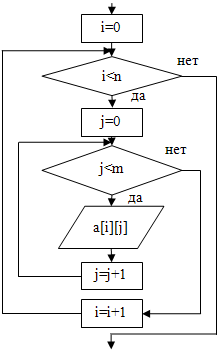 i=0
нет
i<n
да
j=0
нет
j<m
да
a[i][j]
j=j+1
i=i+1